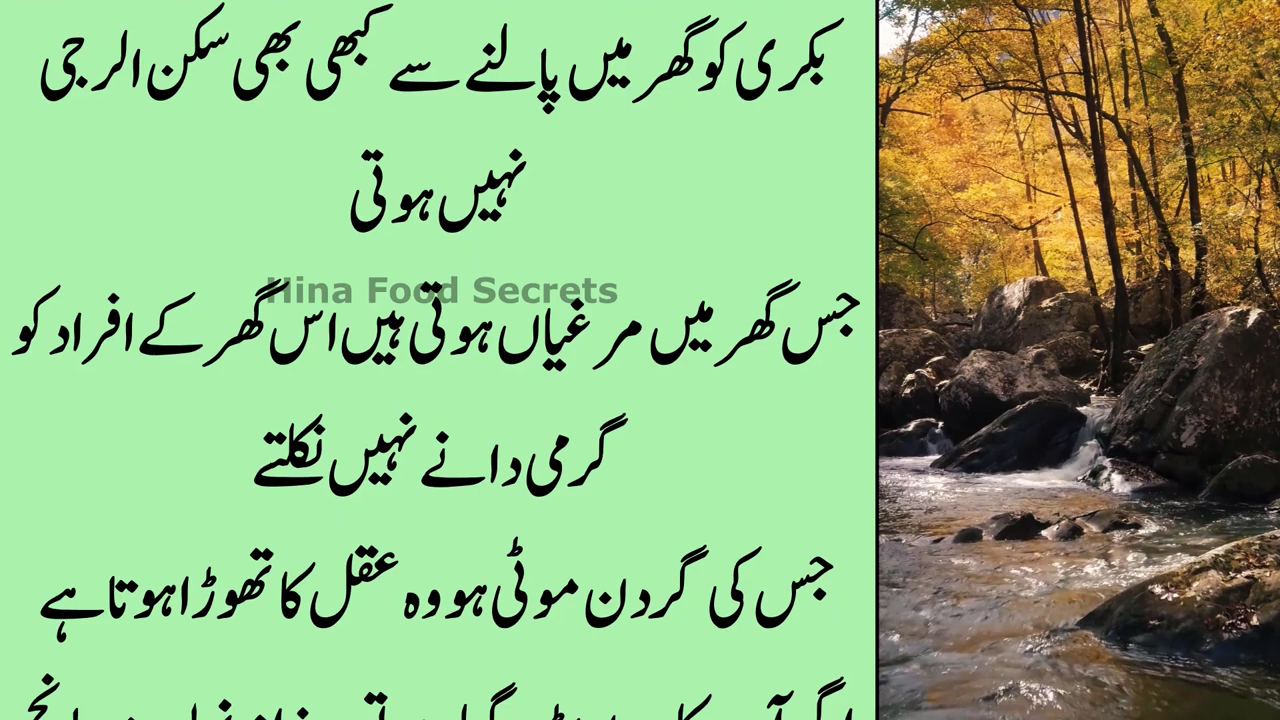 بکری کو گھر میں پالنے سے کبھی بھی سکن الرجی
نہیں ہوتی
Hina Food Secrets
جس گھر میں مرغیاں ہوتی ہیں اس گھر کے افراد کو
گرمی دانے نہیں نکلتے
جس کی گردن موٹی ہو وہ عقل کا تھوڑا ہوتا ہے